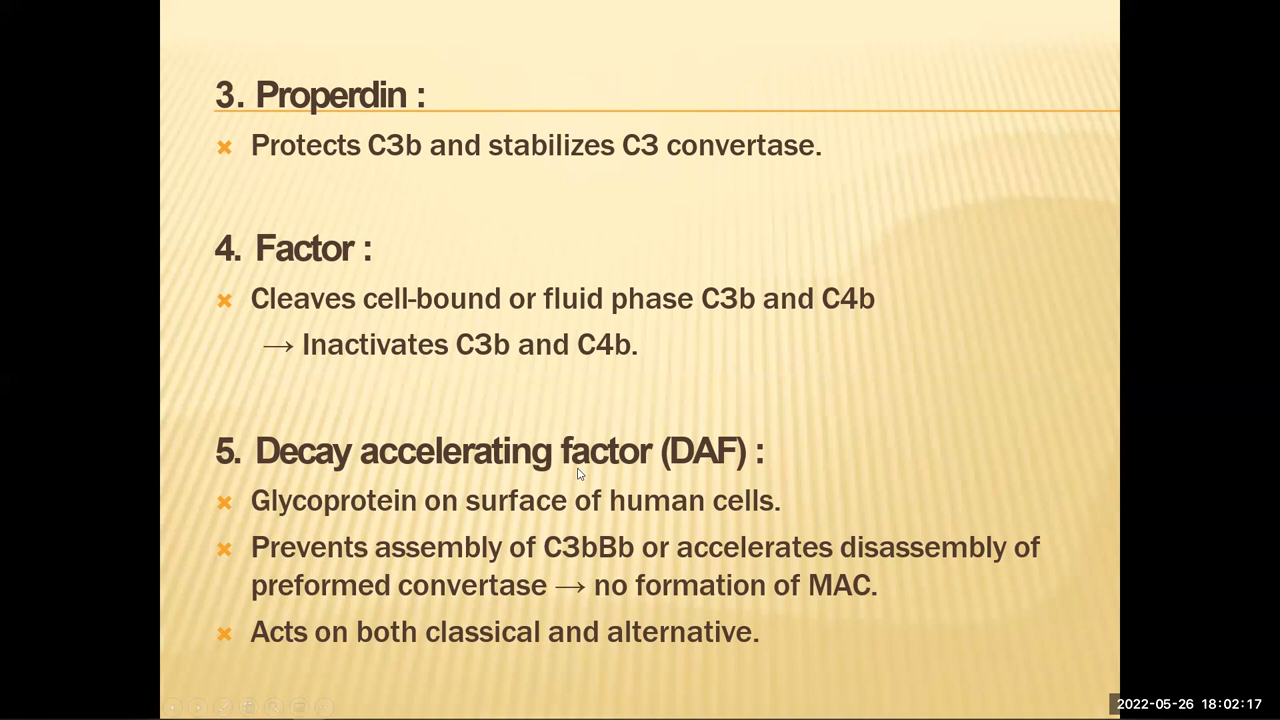 3. Properdin :
Protects C3b and stabilizes C3 convertase.
4. Factor :
Cleaves cell-bound or fluid phase C3b and C4b
→ Inactivates C3b and C4b.
5. Decay accelerating factor (DAF) :
Glycoprotein on surface of human cells.
Prevents assembly of C3bBb or accelerates disassembly of
preformed convertase → no formation of MAC.
Acts on both classical and alternative.
2022-05-26 18:02:17